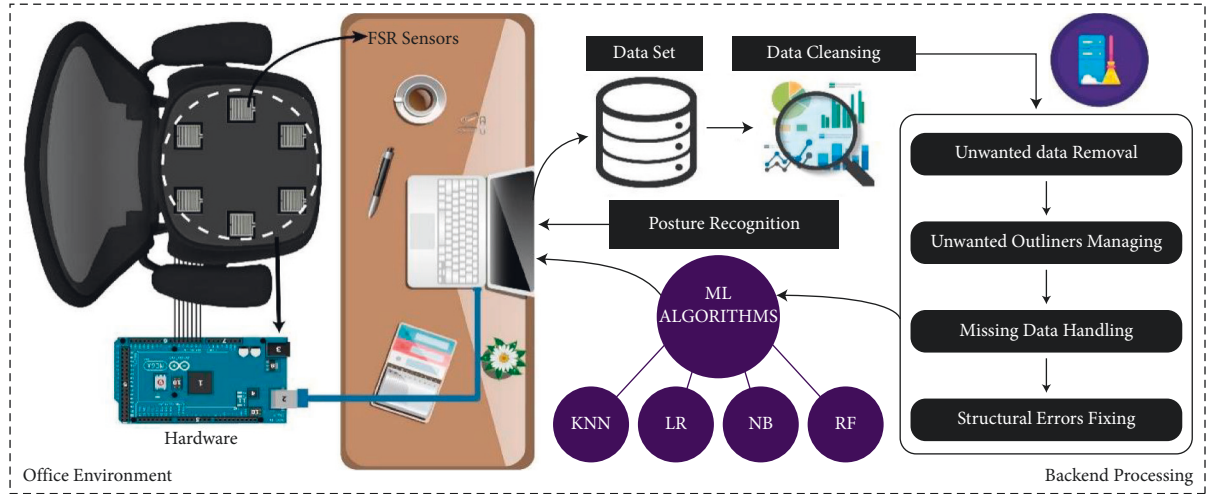 FSR Sensors
Data Set
Data Cleansing
Unwanted data Removal
Unwanted Outliners Managing
Missing Data Handling
Structural Errors Fixing
Posture Recognition
ML
ALGORITHMS
KNN
LR
NB
RF
Hardware
Office Environment
Backend Processing